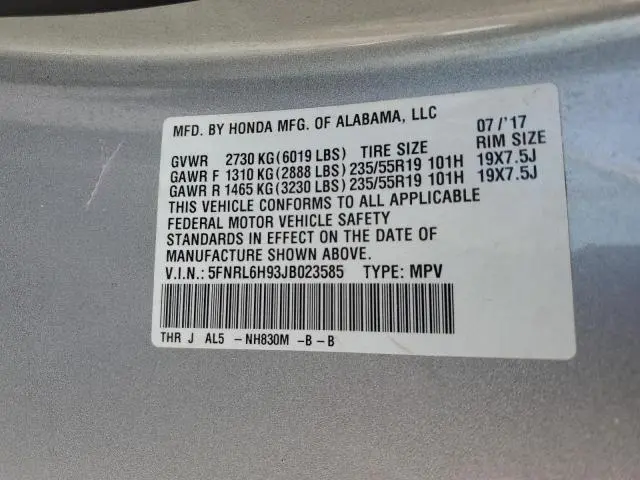 MFD. BY HONDA MFG. OF ALABAMA, LLC 07/'17
GVWR 2730 KG(6019 LBS) TIRE SIZE RIM SIZE
GAWR F 1310 KG(2888 LBS)235/55R19 101H 19X7.5J
GAWR R 1465 KG(3230 LBS)235/55R19 101H 19X7.5J
THIS VEHICLE CONFORMS TO ALL APPLICABLE
FEDERAL MOTOR VEHICLE SAFETY
STANDARDS IN EFFECT ON THE DATE OF
MANUFACTURE SHOWN ABOVE.
V.I.N.: 5FNRL6H93JB023585 TYPE: MPV
THR J AL5 -NH830M -B-B